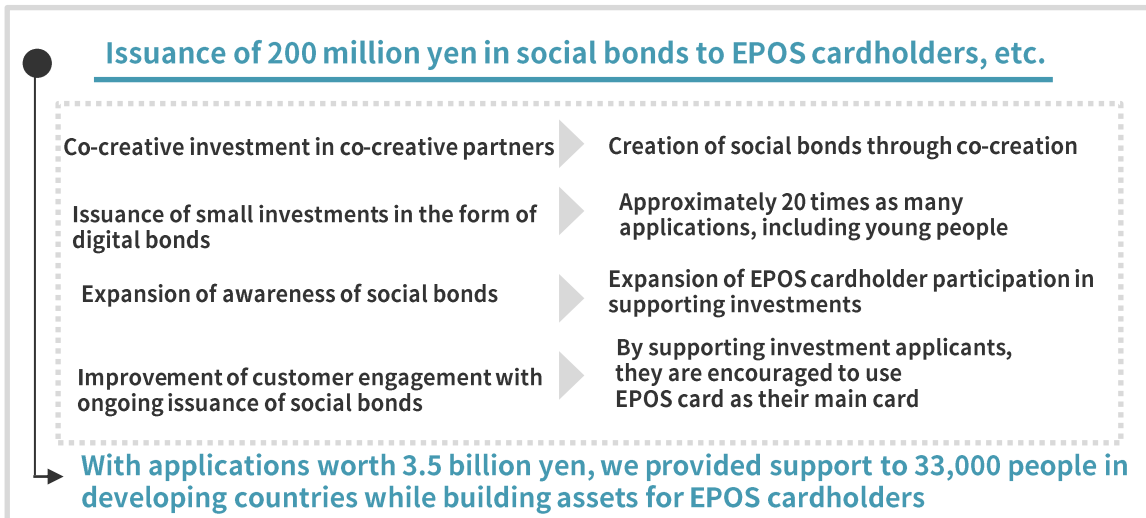 Issuance of 200 million yen in social bonds to EPOS cardholders, etc.
Co-creative investment in co-creative partners
Creation of social bonds through co-creation
Issuance of small investments in the form of
digital bonds
Approximately 20 times as many
applications, including young people
Expansion of awareness of social bonds
Expansion of EPOS cardholder participation in
supporting investments
Improvement of customer engagement with
ongoing issuance of social bonds
By supporting investment applicants,
they are encouraged to use
EPOS card as their main card
With applications worth 3.5 billion yen, we provided support to 33,000 people in
developing countries while building assets for EPOS cardholders